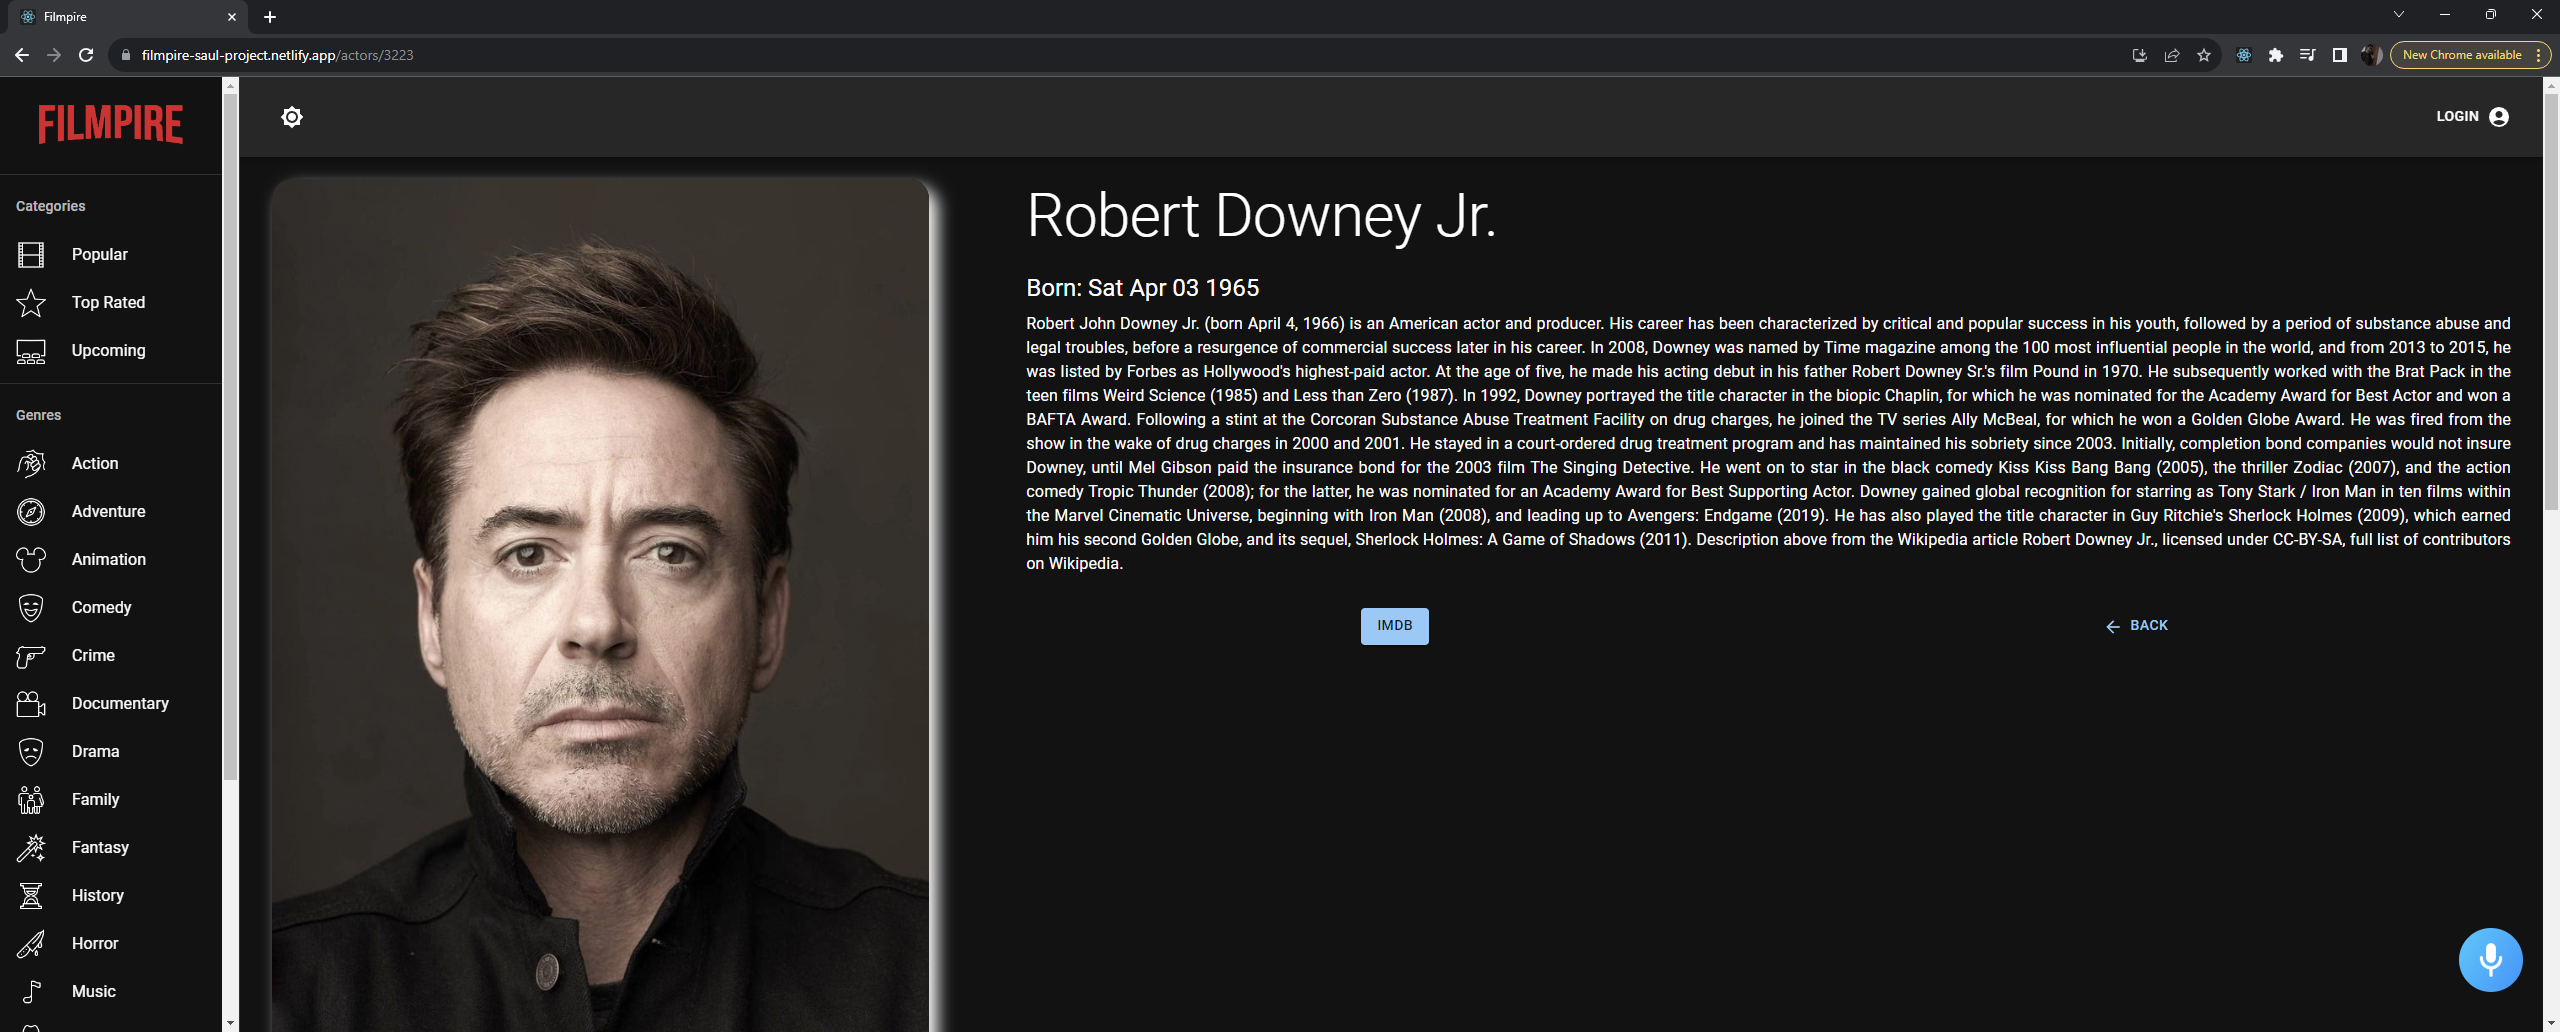 Filmpire
filmpire-saul-project.netlify.app/actors/3223
New Chrome available
FILMPIRE
LOGIN
Categories
Popular
Top Rated
Upcoming
Genres
Action
Adventure
Animation
Comedy
Crime
Documentary
Drama
Family
Fantasy
History
Horror
Music
Robert Downey Jr.
Born: Sat Apr 03 1965
Robert John Downey Jr. (born April 4, 1966) is an American actor and producer. His career has been characterized by critical and popular success in his youth, followed by a period of substance abuse and
legal troubles, before a resurgence of commercial success later in his career. In 2008, Downey was named by Time magazine among the 100 most influential people in the world, and from 2013 to 2015, he
was listed by Forbes as Hollywood's highest-paid actor. At the age of five, he made his acting debut in his father Robert Downey Sr.'s film Pound in 1970. He subsequently worked with the Brat Pack in the
teen films Weird Science (1985) and Less than Zero (1987). In 1992, Downey portrayed the title character in the biopic Chaplin, for which he was nominated for the Academy Award for Best Actor and won a
BAFTA Award. Following a stint at the Corcoran Substance Abuse Treatment Facility on drug charges, he joined the TV series Ally McBeal, for which he won a Golden Globe Award. He was fired from the
show in the wake of drug charges in 2000 and 2001. He stayed in a court-ordered drug treatment program and has maintained his sobriety since 2003. Initially, completion bond companies would not insure
Downey, until Mel Gibson paid the insurance bond for the 2003 film The Singing Detective. He went on to star in the black comedy Kiss Kiss Bang Bang (2005), the thriller Zodiac (2007), and the action
comedy Tropic Thunder (2008); for the latter, he was nominated for an Academy Award for Best Supporting Actor. Downey gained global recognition for starring as Tony Stark / Iron Man in ten films within
the Marvel Cinematic Universe, beginning with Iron Man (2008), and leading up to Avengers: Endgame (2019). He has also played the title character in Guy Ritchie's Sherlock Holmes (2009), which earned
him his second Golden Globe, and its sequel, Sherlock Holmes: A Game of Shadows (2011). Description above from the Wikipedia article Robert Downey Jr., licensed under CC-BY-SA, full list of contributors
on Wikipedia.
IMDB
BACK